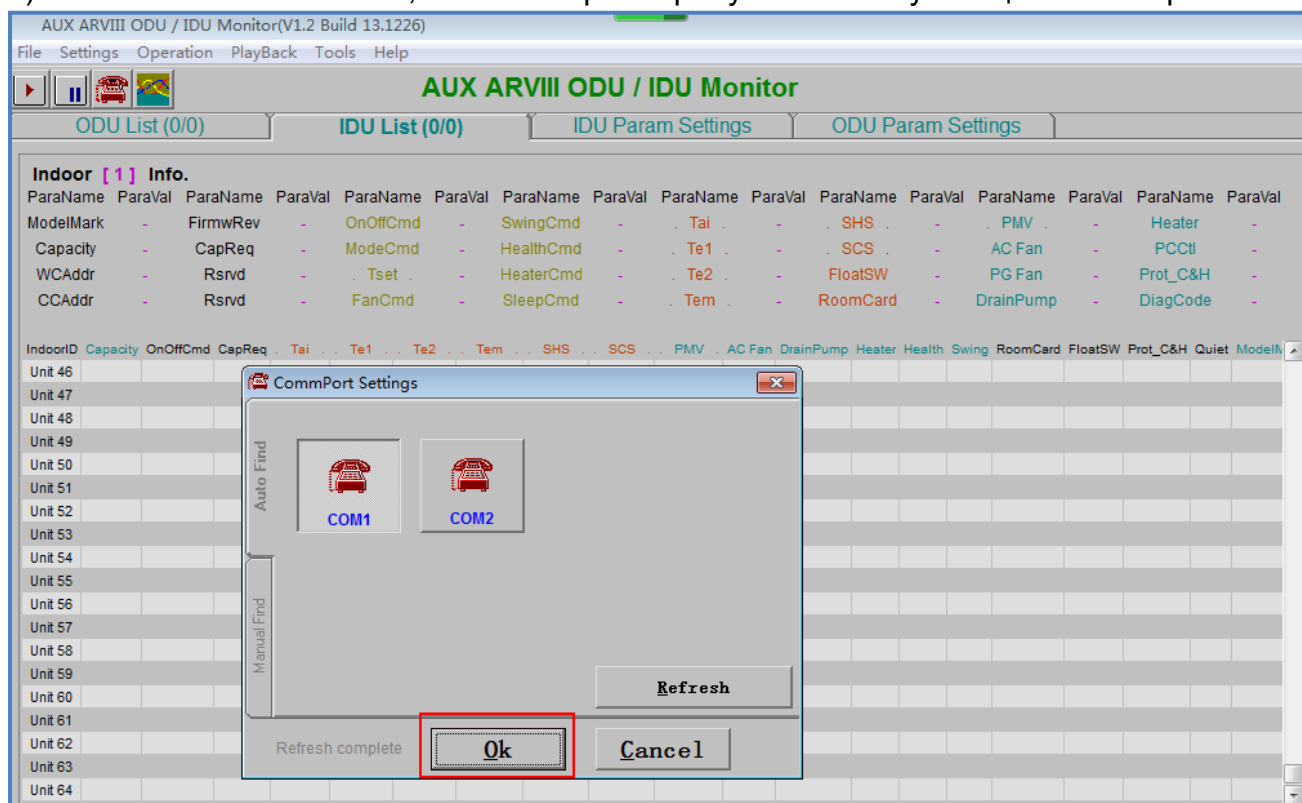 AUX ARVIII ODU / IDU Monitor(V1.2 Build 13.1226)
File Settings Operation PlayBack Tools Help
AUX ARVIII ODU / IDU Monitor
ODU List (0/0) IDU List (0/0) IDU Param Settings ODU Param Settings
Indoor [ 1 ] Info.
ParaName ParaVal ParaName ParaVal ParaName ParaVal ParaName ParaVal ParaName ParaVal ParaName ParaVal ParaName ParaVal ParaName ParaVal
ModelMark - FirmwRev - OnOffCmd - SwingCmd - . Tai . - . SHS . - . PMV . - Heater -
Capacity - CapReq - ModeCmd - HealthCmd - . Te1 . - . SCS . - AC Fan - PCCtl -
WCAddr - Rsrvd - . Tset . - HeaterCmd - . Te2 . - FloatSW - PG Fan - Prot_C&H -
CCAddr - Rsrvd - FanCmd - SleepCmd - . Tem . - RoomCard - DrainPump - DiagCode -
IndoorID Capacity OnOffCmd CapReq . Tai . . Te1 . . Te2 . . Tem . . SHS . . SCS . . PMV . AC Fan DrainPump Heater Health Swing RoomCard FloatSW Prot_C&H Quiet
Unit 46
Unit 47
Unit 48
Unit 49
Unit 50
Unit 51
Unit 52
Unit 53
Unit 54
Unit 55
Unit 56
Unit 57
Unit 58
Unit 59
Unit 60
Unit 61
Unit 62
Unit 63
Unit 64
CommPort Settings
Auto Find
COM1 COM2
Manual Find
Refresh
Refresh complete Ok Cancel